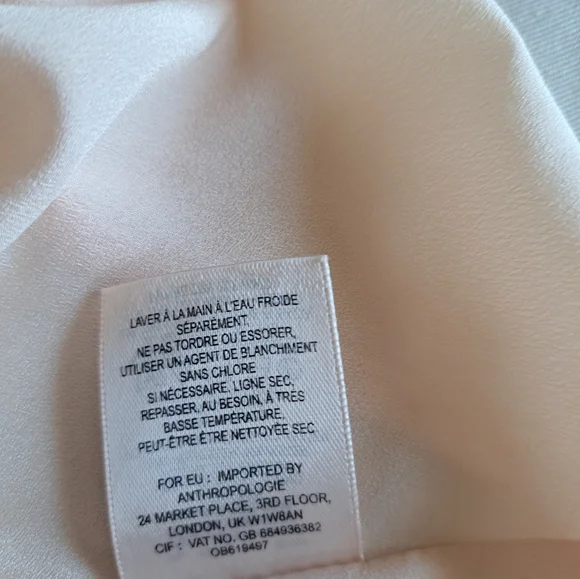 LAVER À LA MAIN À L'EAU FROIDE
SÉPARÉMENT,
NE PAS TORDRE OU ESSORER,
UTILISER UN AGENT DE BLANCHIMENT
SANS CHLORE
SI NÉCESSAIRE, LIGNE SEC,
REPASSER, AU BESOIN, À TRÈS
BASSE TEMPÉRATURE,
PEUT-ÊTRE ÊTRE NETTOYÉE SEC
FOR EU : IMPORTED BY
ANTHROPOLOGIE
24 MARKET PLACE, 3RD FLOOR,
LONDON, UK W1W8AN
CIF : VAT NO. GB 684936382
OB619497